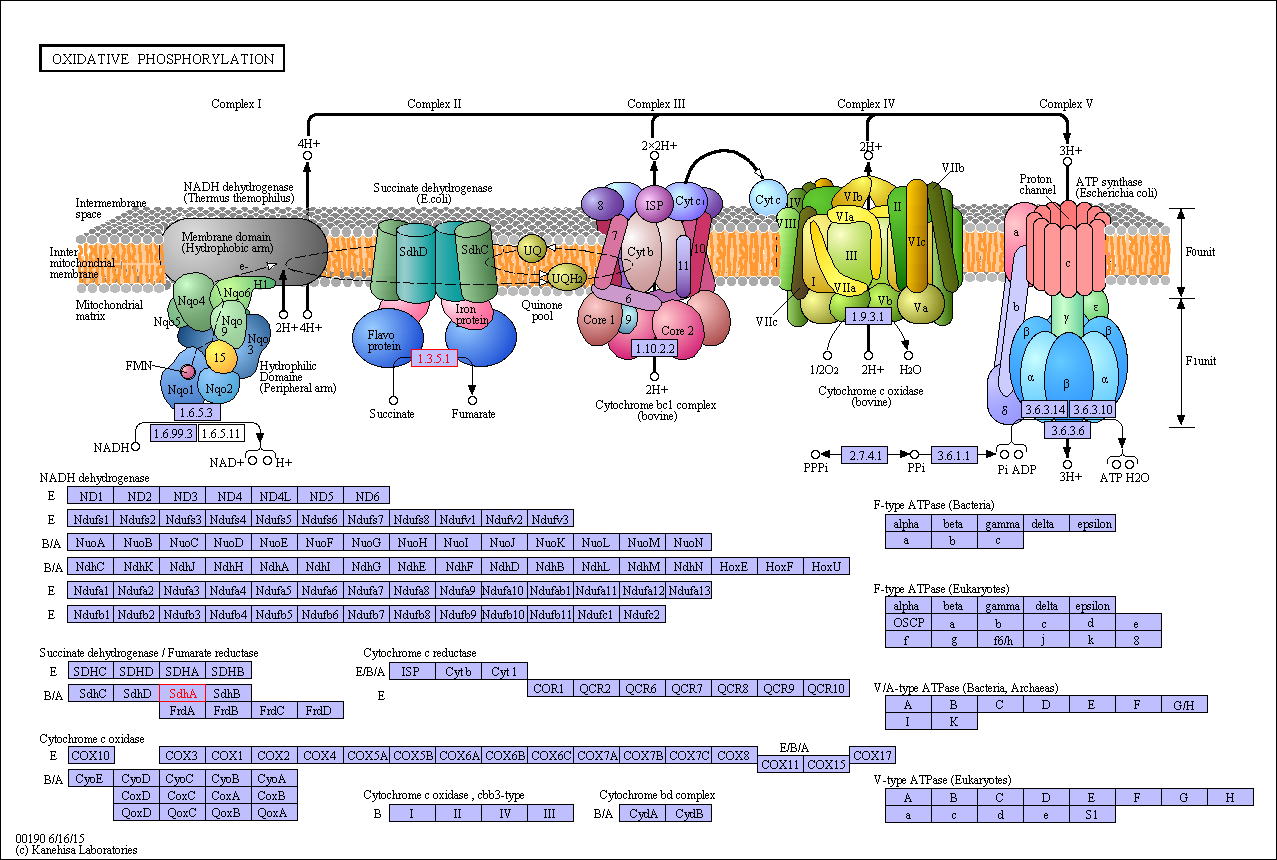 OXIDATIVE PHOSPHORYLATION
Complex I Complex II Complex III Complex IV Complex V
4H+ 2×2H+ 2H+ 3H+
NADH dehydrogenase
(Thermus themophilus)
Succinate dehydrogenase
(E.coli)
Proton
channel
ATP synthase
(Escherichia coli)
Intermembrane
space
Innter
mitochondrial
membrane
Mitochondrial
matrix
Membrane domain
(Hydrophobic arm)
e-
H1
Nqo4
Nqo6
Nqo5
Nqo
9
Nqo
3
15
FMN
Nqo1
Nqo2
Hydrophilic
Domaine
(Peripheral arm)
2H+ 4H+
1.6.5.3
1.6.99.3 1.6.5.11
NADH
NAD+ H+
SdhD
SdhC
Flavo
protein
Iron
protein
1.3.5.1
Succinate
Fumarate
UQ
UQH2
Quinone
pool
8
ISP
Cyt c1
7
Cyt b
11
10
6
Core 1
9
Core 2
1.10.2.2
2H+
Cytochrome bc1 complex
(bovine)
Cyt c
IV
VIb
VIIb
VIII
VIa
II
VIc
III
I
VIIa
VIIc
Vb
Va
1.9.3.1
1/2O2
2H+
H2O
Cytochrome c oxidase
(bovine)
a
c
b
γ
ε
β
β
α
β
α
δ
F0unit
F1unit
3.6.3.14 3.6.3.10
3.6.3.6
PPPi 2.7.4.1 PPi 3.6.1.1 Pi ADP
3H+
ATP H2O
NADH dehydrogenase
E ND1 ND2 ND3 ND4 ND4L ND5 ND6
E Ndufs1 Ndufs2 Ndufs3 Ndufs4 Ndufs5 Ndufs6 Ndufs7 Ndufs8 Ndufv1 Ndufv2 Ndufv3
B/A NuoA NuoB NuoC NuoD NuoE NuoF NuoG NuoH NuoI NuoJ NuoK NuoL NuoM NuoN
B/A NdhC NdhK NdhJ NdhH NdhA NdhI NdhG NdhE NdhF NdhD NdhB NdhL NdhM NdhN HoxE HoxF HoxU
E Ndufa1 Ndufa2 Ndufa3 Ndufa4 Ndufa5 Ndufa6 Ndufa7 Ndufa8 Ndufa9 Ndufa10 Ndufab1 Ndufa11 Ndufa12 Ndufa13
E Ndufb1 Ndufb2 Ndufb3 Ndufb4 Ndufb5 Ndufb6 Ndufb7 Ndufb8 Ndufb9 Ndufb10 Ndufb11 Ndufc1 Ndufc2
Succinate dehydrogenase / Fumarate reductase
E SDHC SDHD SDHA SDHB
B/A SdhC SdhD SdhA SdhB
FrdA FrdB FrdC FrdD
Cytochrome c reductase
E/B/A ISP Cyt b Cyt 1
E COR1 QCR2 QCR6 QCR7 QCR8 QCR9 QCR10
Cytochrome c oxidase
E COX10 COX3 COX1 COX2 COX4 COX5A COX5B COX6A COX6B COX6C COX7A COX7B COX7C COX8
E/B/A
COX11 COX15
COX17
B/A CyoE CyoD CyoC CyoB CyoA
CoxD CoxC CoxA CoxB
QoxD QoxC QoxB QoxA
Cytochrome c oxidase , cbb3-type
B I II IV III
Cytochrome bd complex
B/A CydA CydB
F-type ATPase (Bacteria)
alpha beta gamma delta epsilon
a b c
F-type ATPase (Eukaryotes)
alpha beta gamma delta epsilon
OSCP a b c d e
f g f6/h j k 8
V/A-type ATPase (Bacteria, Archaeas)
A B C D E F G/H
I K
V-type ATPase (Eukaryotes)
A B C D E F G H
a c d e S1
00190 6/16/15
(c) Kanehisa Laboratories